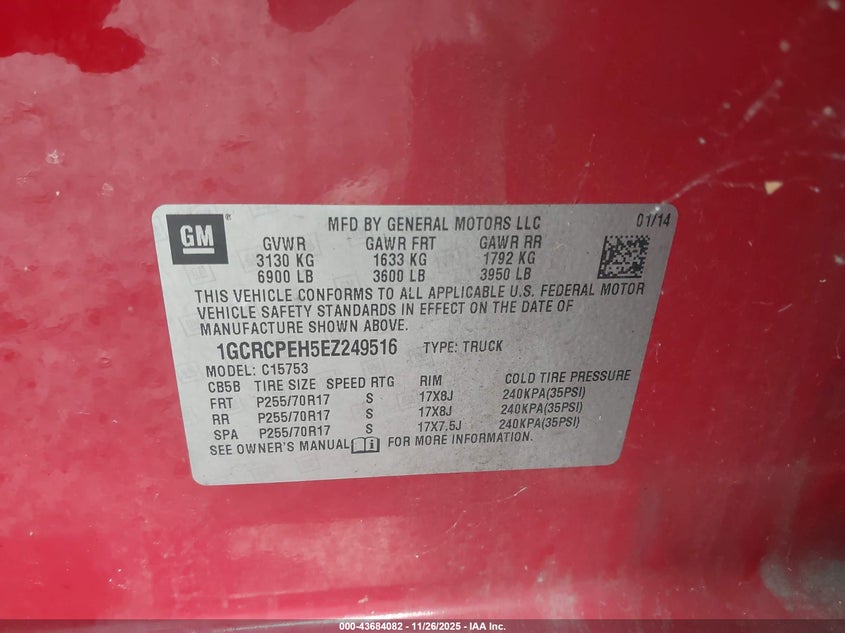 GM ® MFD BY GENERAL MOTORS LLC 01/14
GVWR GAWR FRT GAWR RR
3130 KG 1633 KG 1792 KG
6900 LB 3600 LB 3950 LB
THIS VEHICLE CONFORMS TO ALL APPLICABLE U.S. FEDERAL MOTOR
VEHICLE SAFETY STANDARDS IN EFFECT ON THE DATE OF
MANUFACTURE SHOWN ABOVE.
1GCRCPEH5EZ249516 TYPE: TRUCK
MODEL: C15753
CB5B TIRE SIZE SPEED RTG RIM COLD TIRE PRESSURE
FRT P255/70R17 S 17X8J 240KPA(35PSI)
RR P255/70R17 S 17X8J 240KPA(35PSI)
SPA P255/70R17 S 17X7.5J 240KPA(35PSI)
SEE OWNER'S MANUAL FOR MORE INFORMATION.
000-43684082 - 11/26/2025 - IAA Inc.